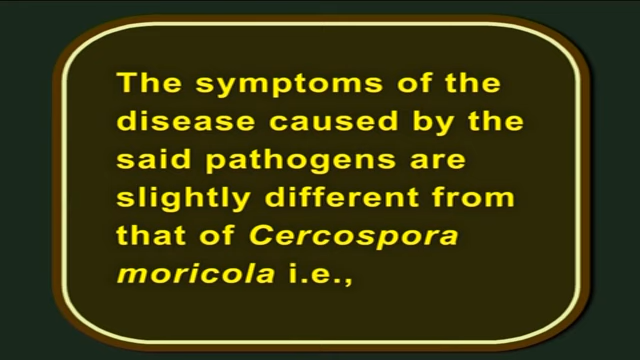 The symptoms of the
disease caused by the
said pathogens are
slightly different from
that of Cercospora
moricola i.e.,